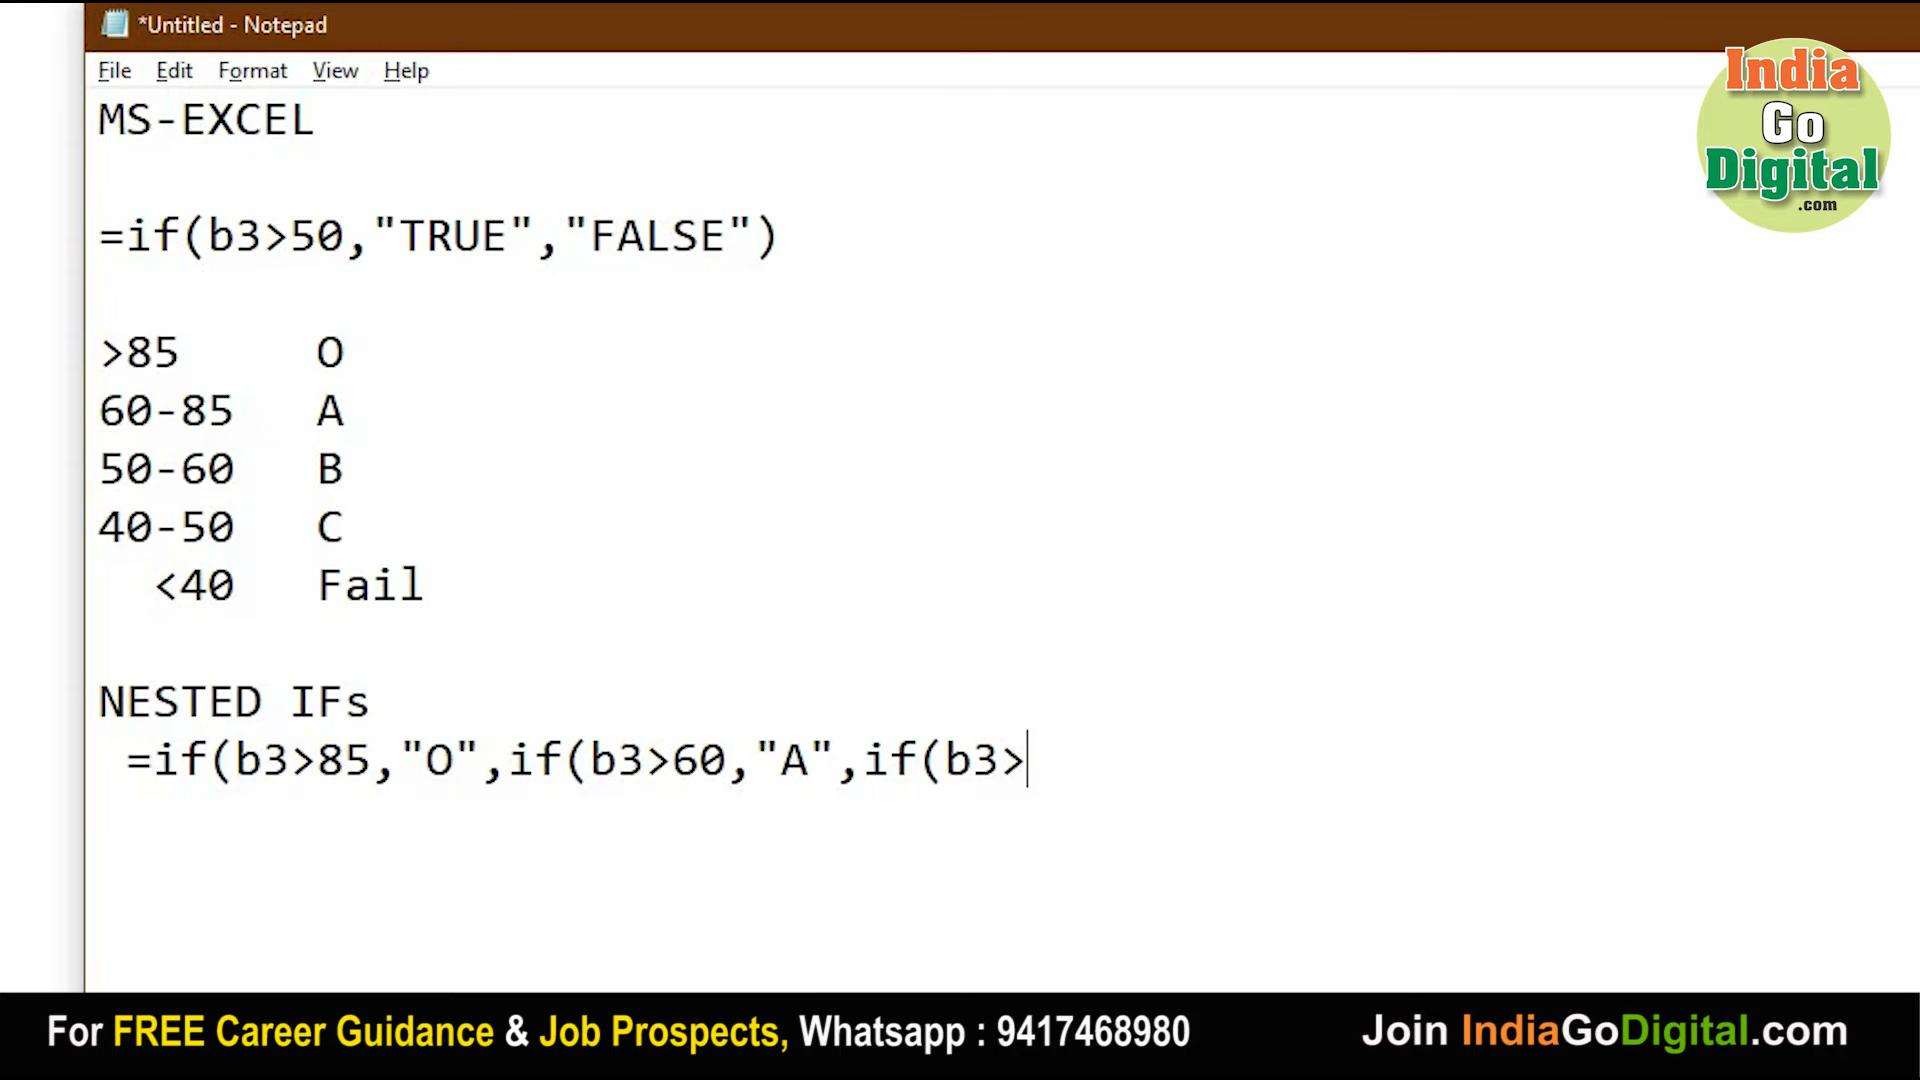 *Untitled - Notepad
File Edit Format View Help
India
Go
Digital
.com
MS-EXCEL
=if(b3>50,"TRUE","FALSE")
>85 O
60-85 A
50-60 B
40-50 C
<40 Fail
NESTED IFs
=if(b3>85,"O",if(b3>60,"A",if(b3>
For FREE Career Guidance & Job Prospects, Whatsapp : 9417468980 Join IndiaGoDigital.com